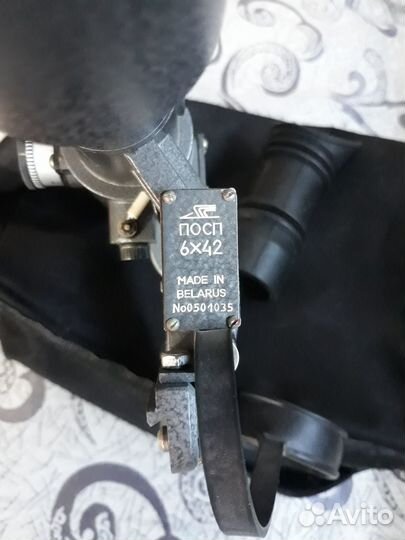 ПОСП
6×42
MADE IN
BELARUS
No0501035
Avito